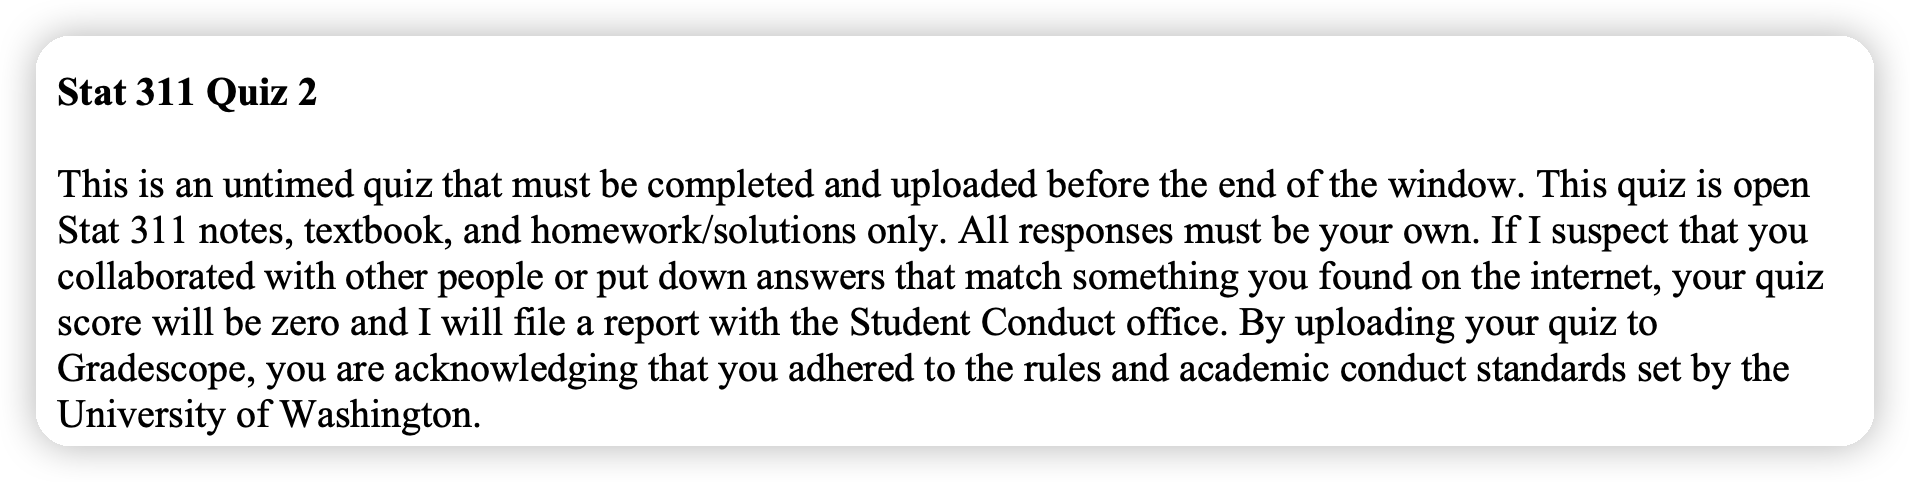 Stat 311 Quiz 2
This is an untimed quiz that must be completed and uploaded before the end of the window. This quiz is open
Stat 311 notes, textbook, and homework/solutions only. All responses must be your own. If I suspect that you
collaborated with other people or put down answers that match something you found on the internet, your quiz
score will be zero and I will file a report with the Student Conduct office. By uploading your quiz to
Gradescope, you are acknowledging that you adhered to the rules and academic conduct standards set by the
University of Washington.